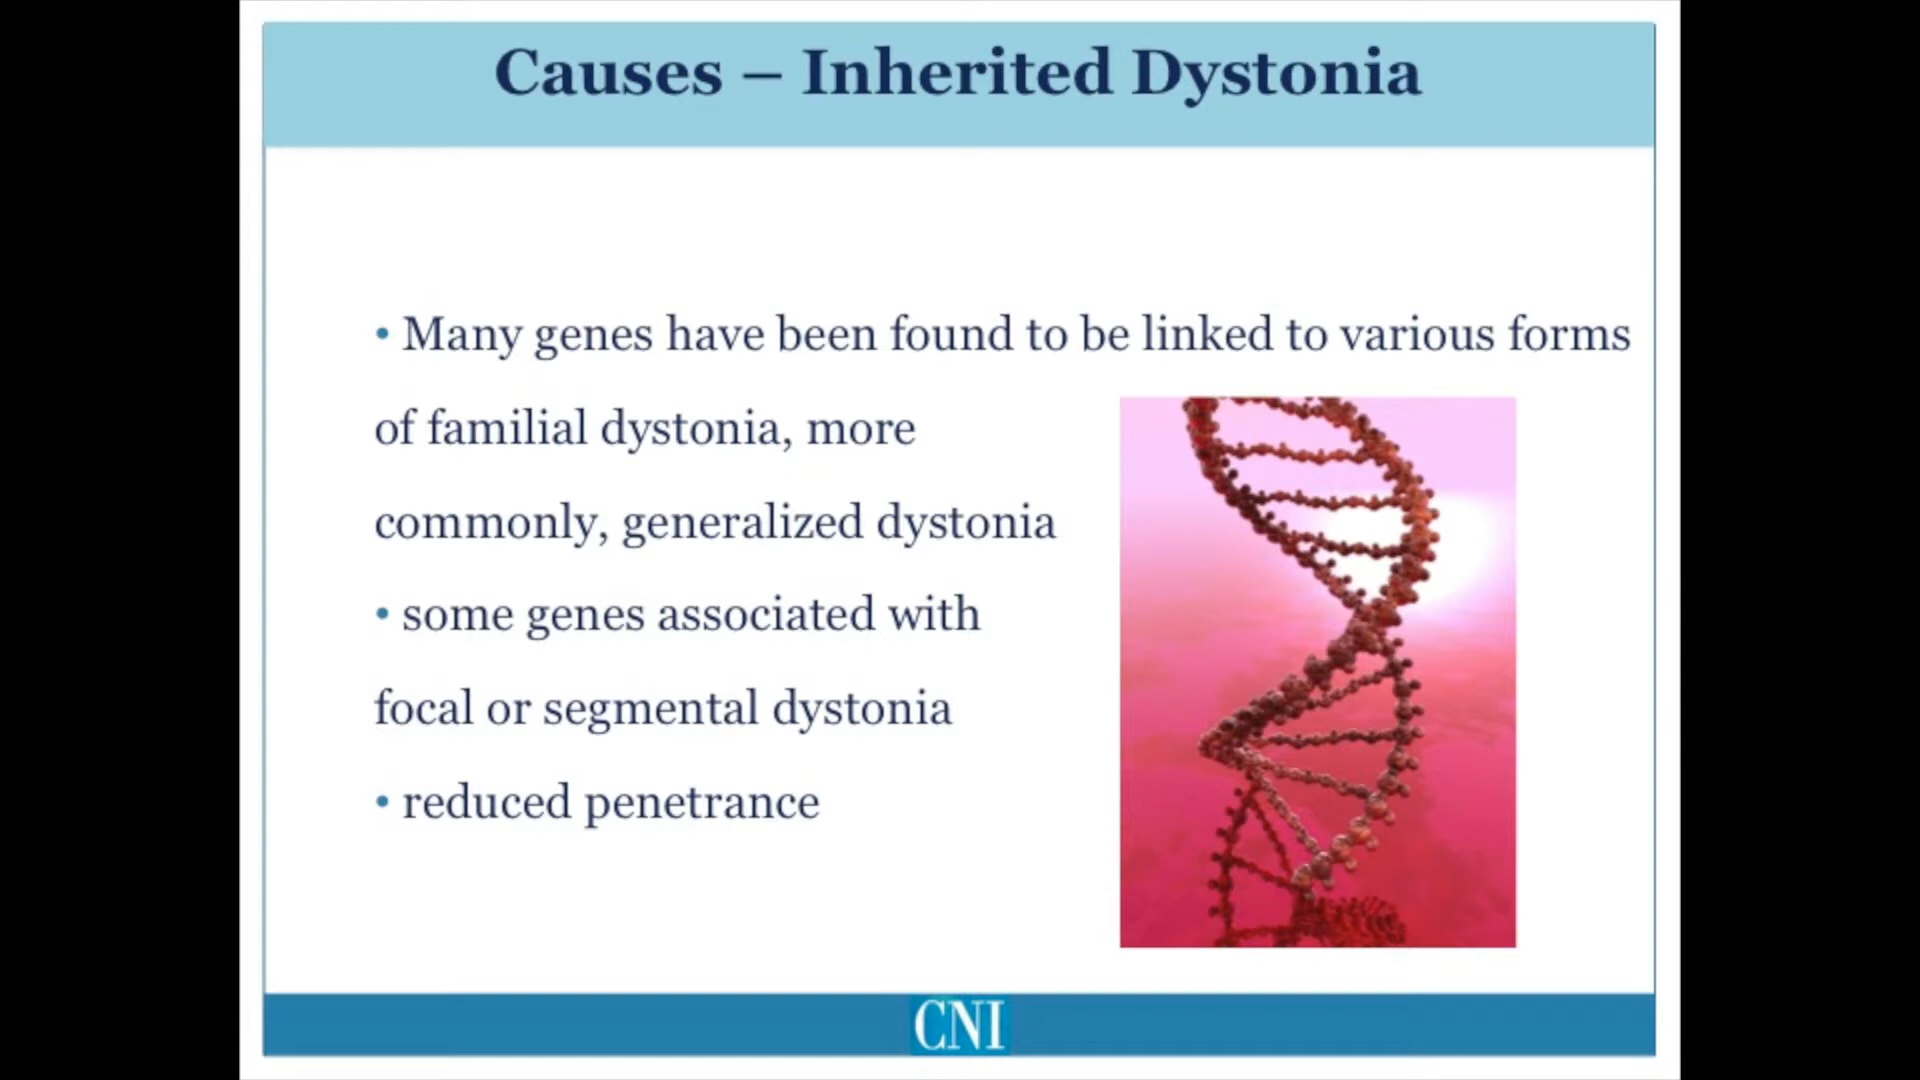 Causes – Inherited Dystonia
• Many genes have been found to be linked to various forms
of familial dystonia, more
commonly, generalized dystonia
• some genes associated with
focal or segmental dystonia
• reduced penetrance
CNI